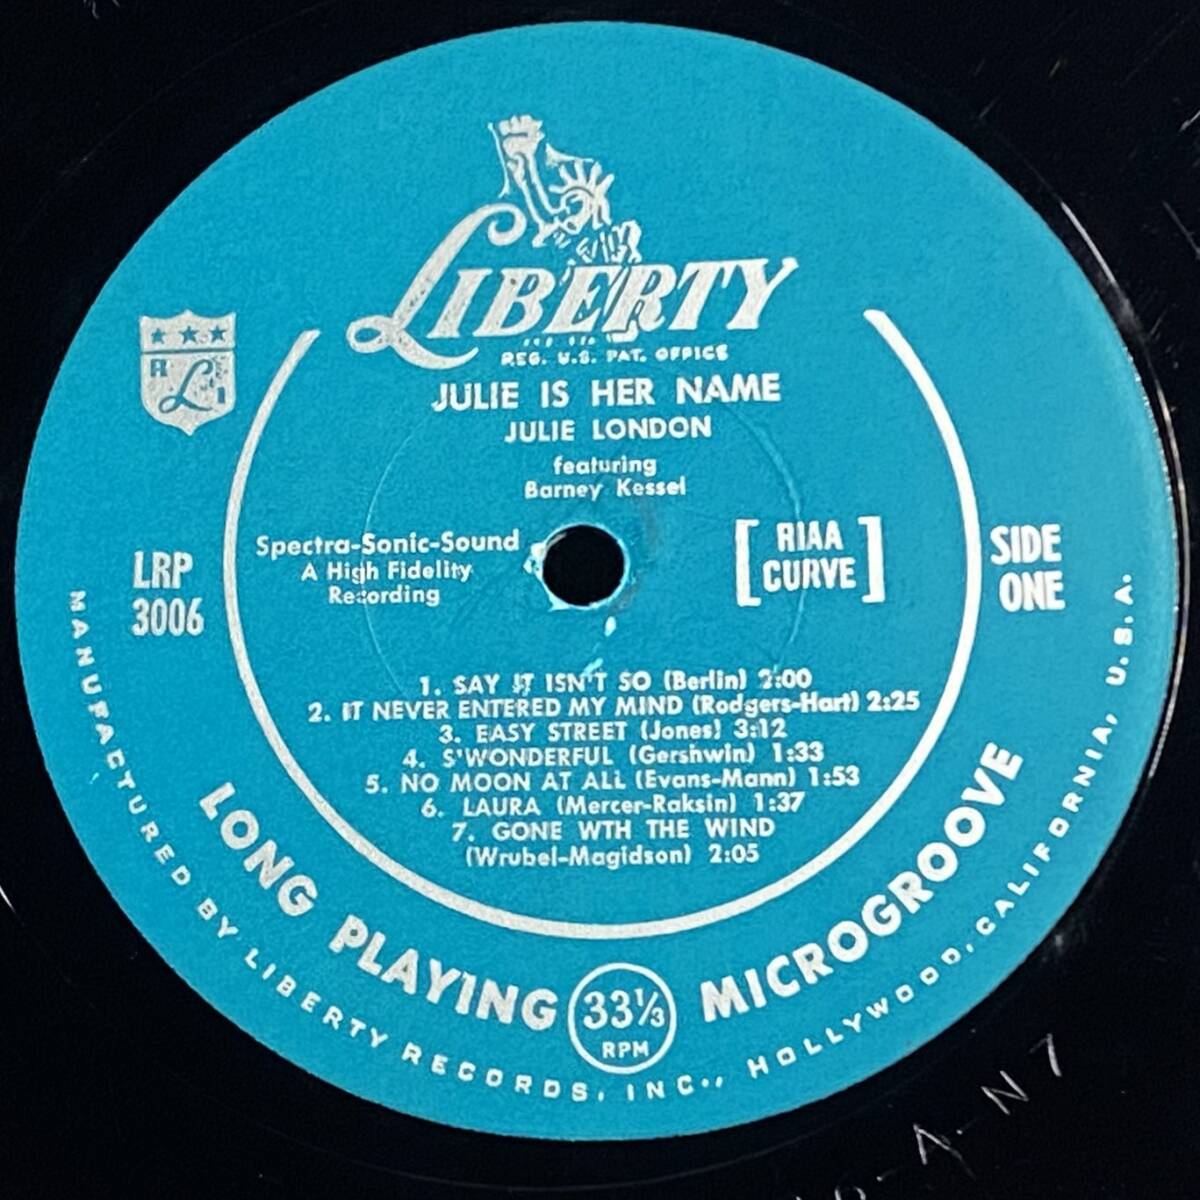 LIBERTY
REG. U.S. PAT. OFFICE
JULIE IS HER NAME
JULIE LONDON
featuring
Barney Kessel
Spectra-Sonic-Sound
A High Fidelity
Recording
[RIAA
CURVE]
LRP
3006
SIDE
ONE
1. SAY IT ISN'T SO (Berlin) 2:00
2. IT NEVER ENTERED MY MIND (Rodgers-Hart) 2:25
3. EASY STREET (Jones) 3:12
4. S'WONDERFUL (Gershwin) 1:33
5. NO MOON AT ALL (Evans-Mann) 1:53
6. LAURA (Mercer-Raksin) 1:37
7. GONE WTH THE WIND
(Wrubel-Magidson) 2:05
LONG PLAYING 33⅓ RPM MICROGROOVE
MANUFACTURED BY LIBERTY RECORDS, INC., HOLLYWOOD, CALIFORNIA, U.S.A.
-A-N7